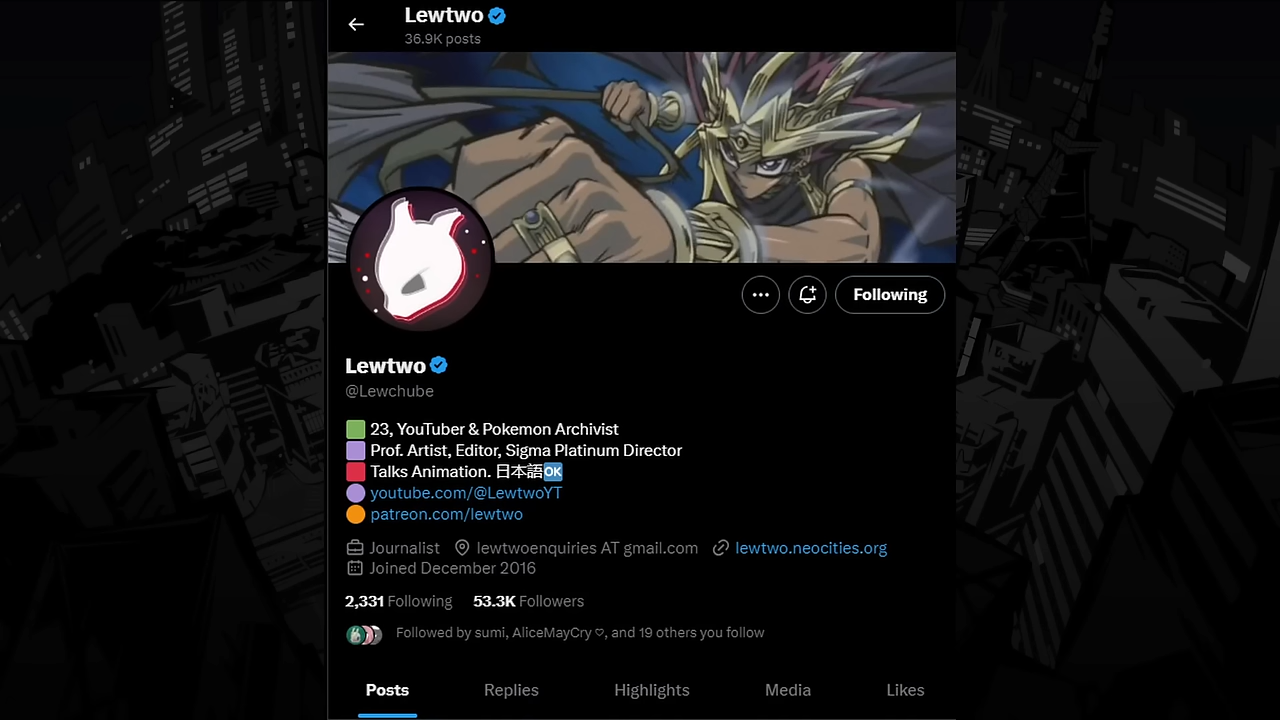 Lewtwo
36.9K posts
Following
Lewtwo
@Lewchube
23, YouTuber & Pokemon Archivist
Prof. Artist, Editor, Sigma Platinum Director
Talks Animation. 日本語🆗
youtube.com/@LewtwoYT
patreon.com/lewtwo
Journalist lewtwoenquiries AT gmail.com lewtwo.neocities.org
Joined December 2016
2,331 Following 53.3K Followers
Followed by sumi, AliceMayCry ♡, and 19 others you follow
Posts Replies Highlights Media Likes